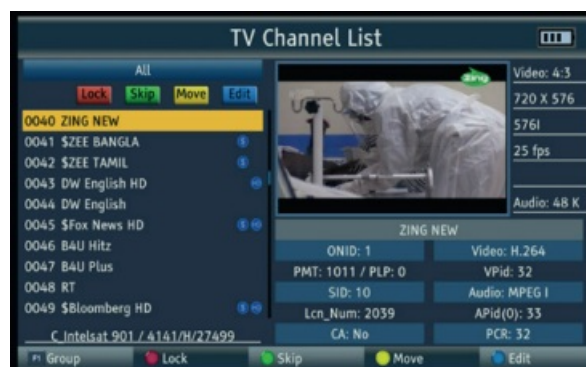 TV Channel List
All
Lock Skip Move Edit
0040 ZING NEW
0041 $ZEE BANGLA
0042 $ZEE TAMIL
0043 DW English HD
0044 DW English
0045 $Fox News HD
0046 B4U Hitz
0047 B4U Plus
0048 RT
0049 $Bloomberg HD
C_Intelsat 901 / 4141/H/27499
zing
Video: 4:3
720 X 576
576I
25 fps
Audio: 48 K
ZING NEW
ONID: 1 Video: H.264
PMT: 1011 / PLP: 0 VPid: 32
SID: 10 Audio: MPEG I
Lcn_Num: 2039 APid(0): 33
CA: No PCR: 32
F1 Group Lock Skip Move Edit